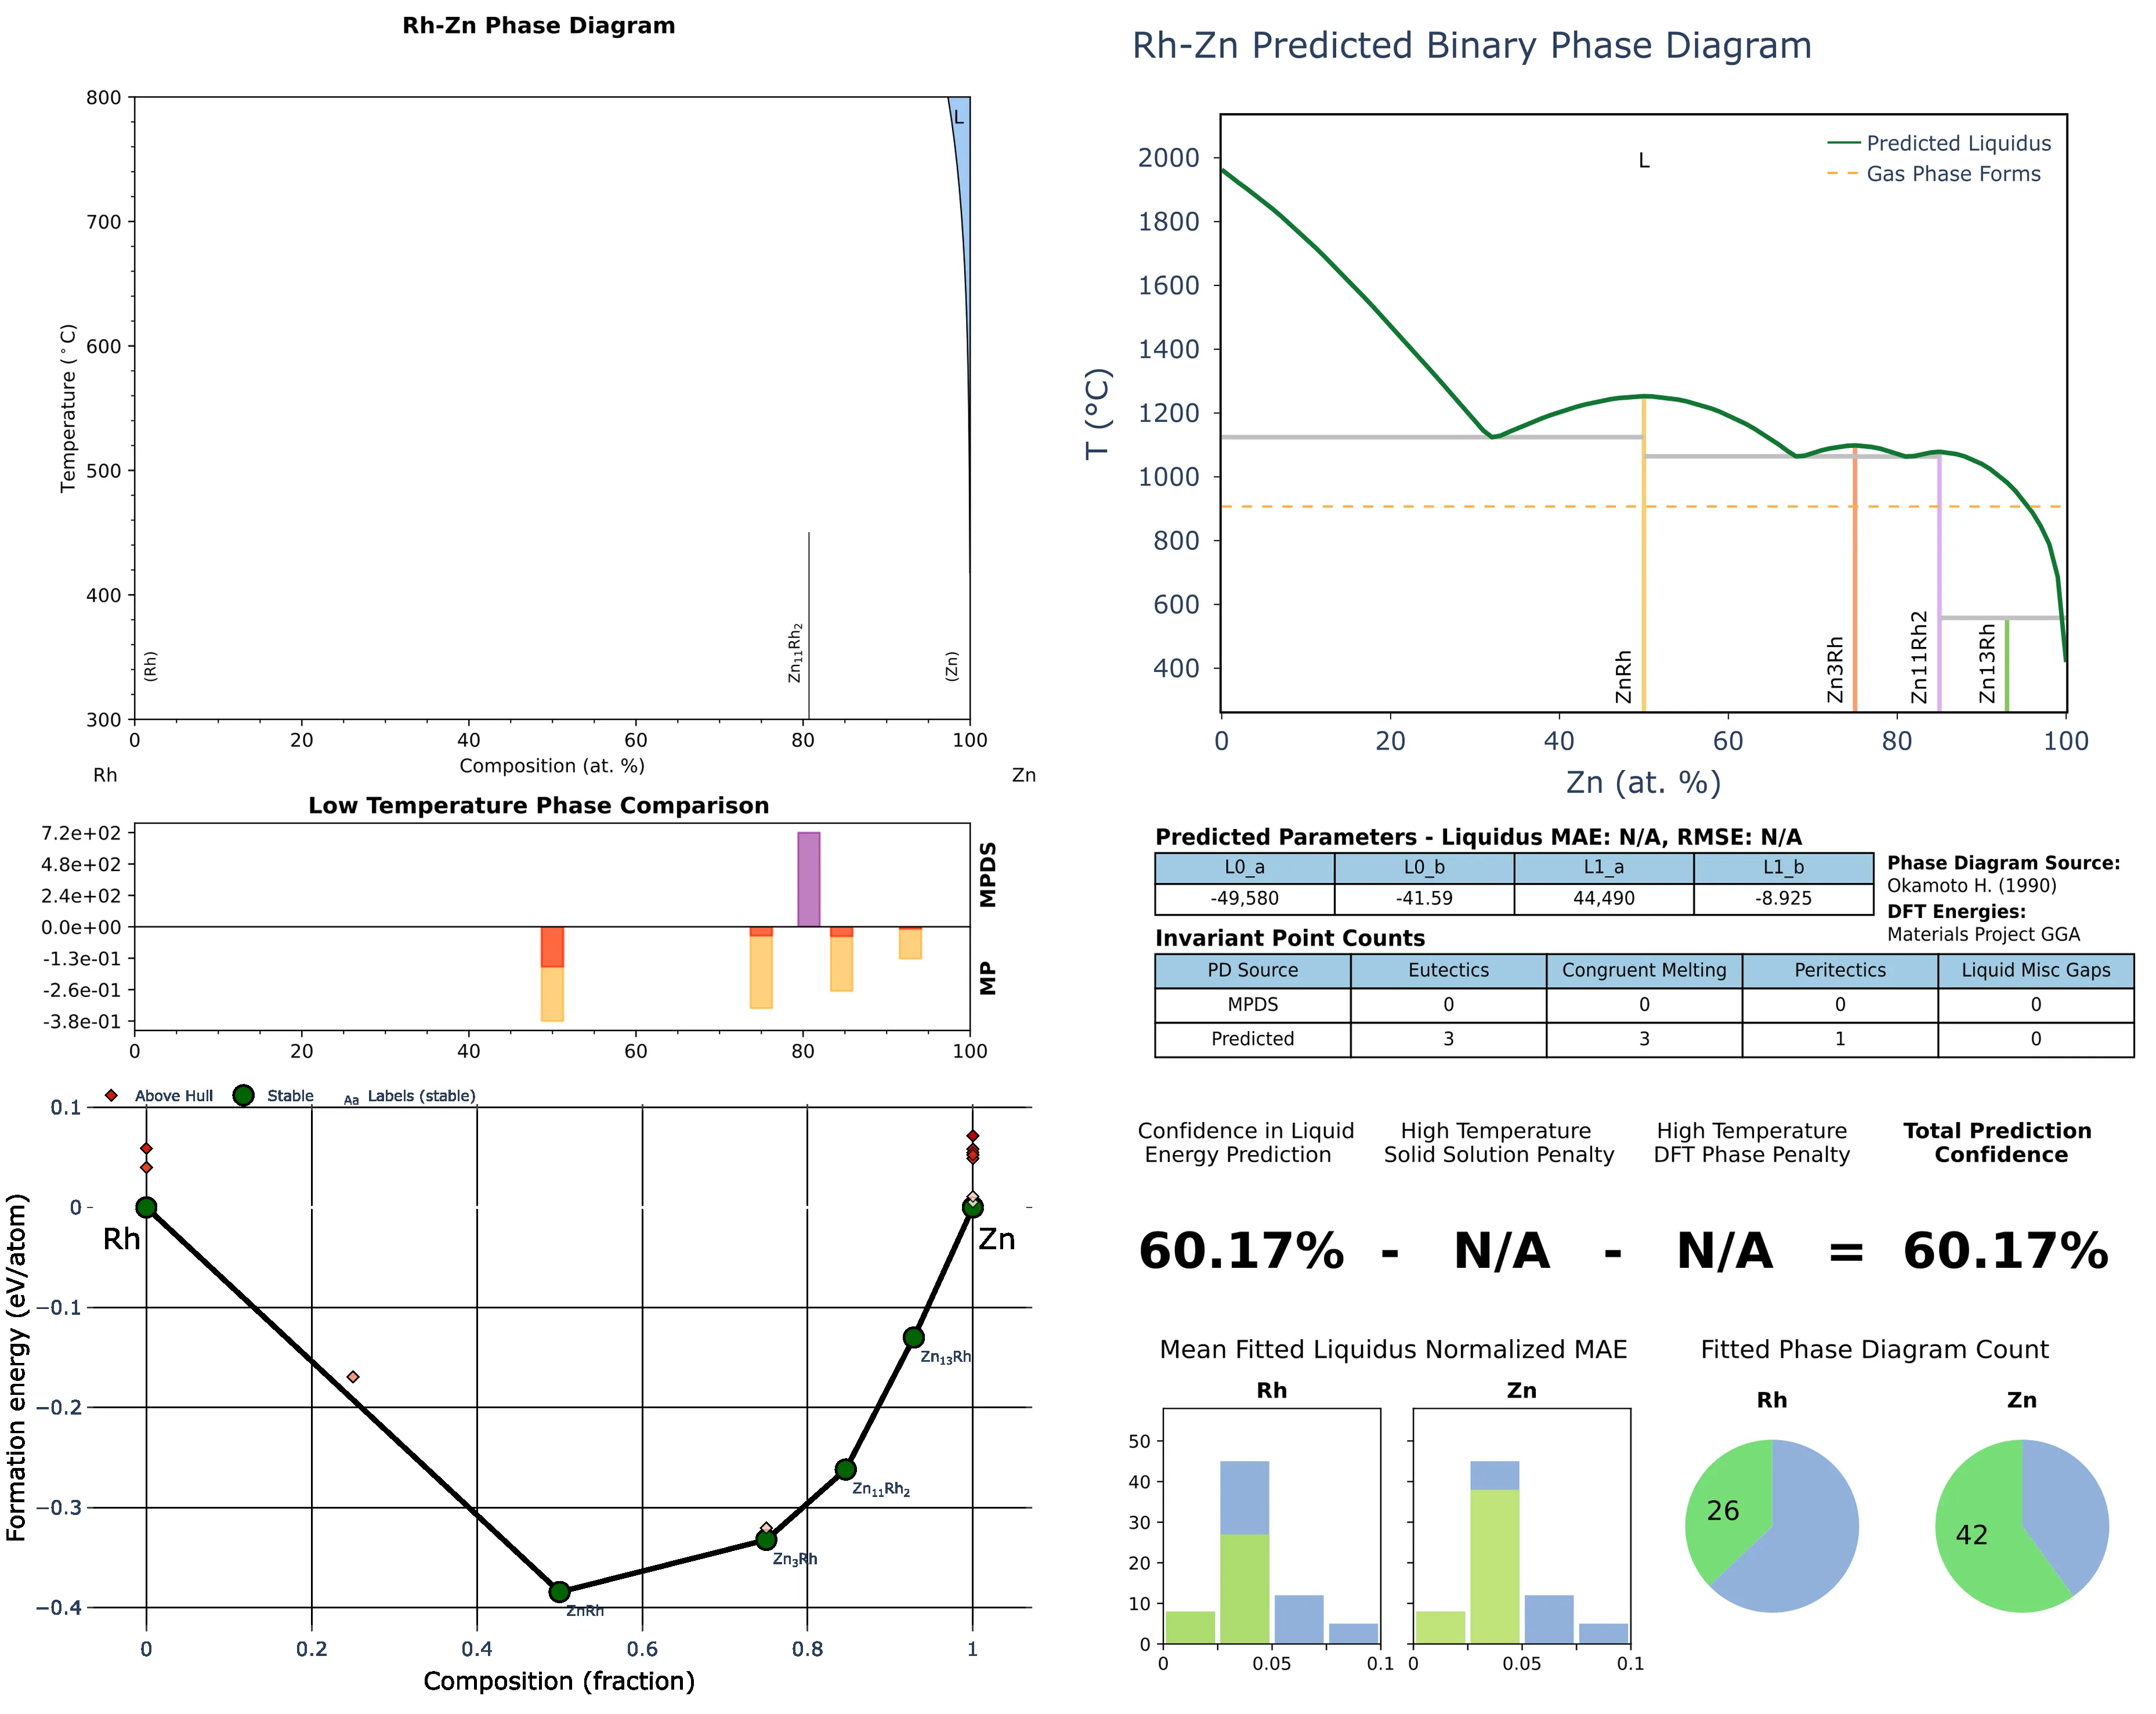 Rh-Zn Phase Diagram
800
700
600
500
400
300
Temperature (°C)
L
(Rh)
Zn₁₁Rh₂
(Zn)
0 20 40 60 80 100
Composition (at. %)
Rh Zn
Low Temperature Phase Comparison
7.2e+02
4.8e+02
2.4e+02
0.0e+00
-1.3e-01
-2.6e-01
-3.8e-01
MPDS
MP
0 20 40 60 80 100
Above Hull Stable Aa Labels (stable)
0.1
0
−0.1
−0.2
−0.3
−0.4
Formation energy (eV/atom)
Rh
Zn
Zn₁₃Rh
Zn₁₁Rh₂
Zn₃Rh
ZnRh
0 0.2 0.4 0.6 0.8 1
Composition (fraction)
Rh-Zn Predicted Binary Phase Diagram
2000
1800
1600
1400
1200
1000
800
600
400
T (°C)
L
Predicted Liquidus
Gas Phase Forms
ZnRh
Zn3Rh
Zn11Rh2
Zn13Rh
0 20 40 60 80 100
Zn (at. %)
Predicted Parameters - Liquidus MAE: N/A, RMSE: N/A
L0_a L0_b L1_a L1_b
-49,580 -41.59 44,490 -8.925
Phase Diagram Source:
Okamoto H. (1990)
DFT Energies:
Materials Project GGA
Invariant Point Counts
PD Source Eutectics Congruent Melting Peritectics Liquid Misc Gaps
MPDS 0 0 0 0
Predicted 3 3 1 0
Confidence in Liquid
Energy Prediction
High Temperature
Solid Solution Penalty
High Temperature
DFT Phase Penalty
Total Prediction
Confidence
60.17% - N/A - N/A = 60.17%
Mean Fitted Liquidus Normalized MAE
Rh Zn
50
40
30
20
10
0
0 0.05 0.1
0 0.05 0.1
Fitted Phase Diagram Count
Rh Zn
26
42